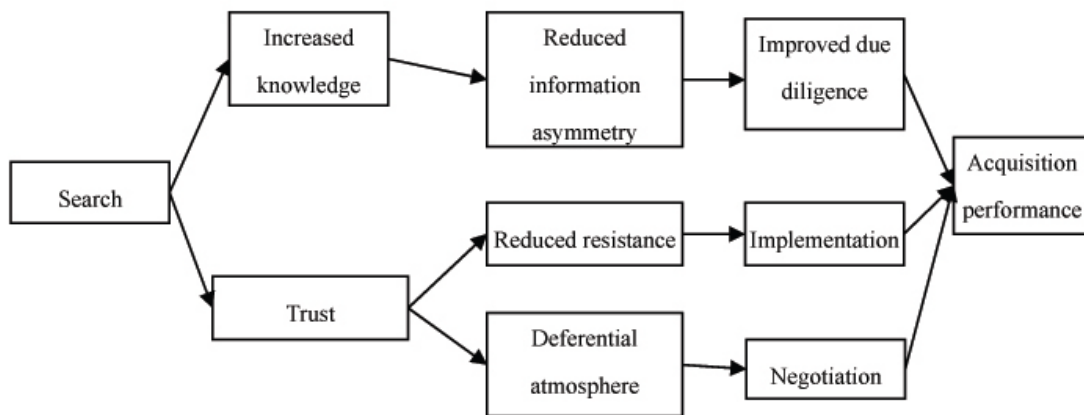 Increased
knowledge
Reduced
information
asymmetry
Improved due
diligence
Search
Acquisition
performance
Reduced resistance
Implementation
Trust
Deferential
atmosphere
Negotiation